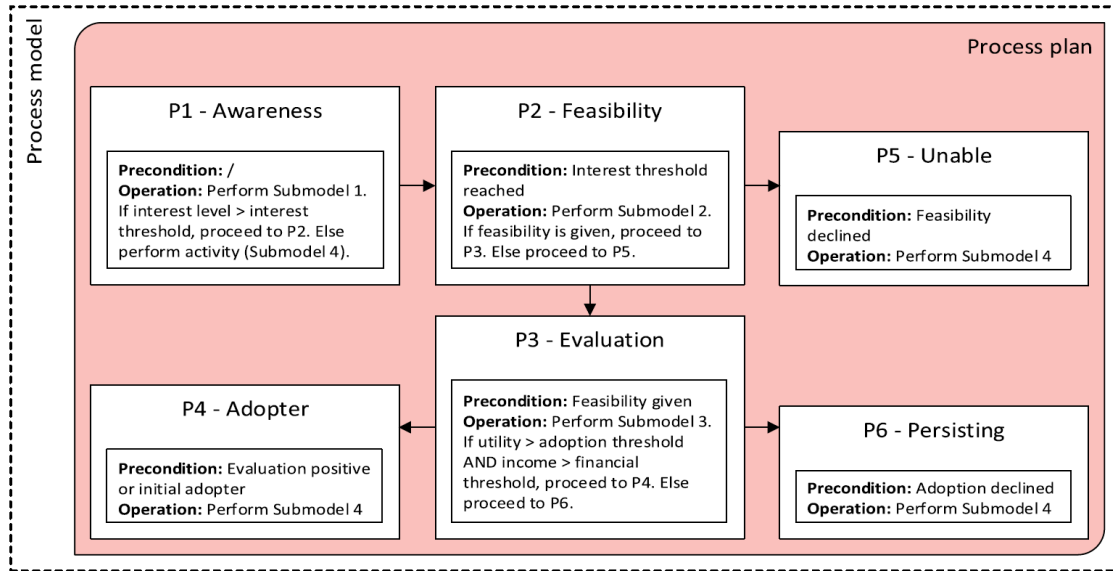 Process model
Process plan
P1 - Awareness
Precondition: /
Operation: Perform Submodel 1.
If interest level > interest
threshold, proceed to P2. Else
perform activity (Submodel 4).
P2 - Feasibility
Precondition: Interest threshold
reached
Operation: Perform Submodel 2.
If feasibility is given, proceed to
P3. Else proceed to P5.
P5 - Unable
Precondition: Feasibility
declined
Operation: Perform Submodel 4
P3 - Evaluation
Precondition: Feasibility given
Operation: Perform Submodel 3.
If utility > adoption threshold
AND income > financial
threshold, proceed to P4. Else
proceed to P6.
P4 - Adopter
Precondition: Evaluation positive
or initial adopter
Operation: Perform Submodel 4
P6 - Persisting
Precondition: Adoption declined
Operation: Perform Submodel 4